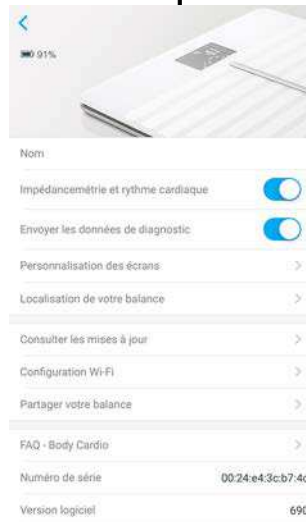 91%
Nom
Impédancemétrie et rythme cardiaque
Envoyer les données de diagnostic
Personnalisation des écrans
Localisation de votre balance
Consulter les mises à jour
Configuration Wi-Fi
Partager votre balance
FAQ - Body Cardio
Numéro de série 00:24:e4:3c:b7:4c
Version logiciel 690